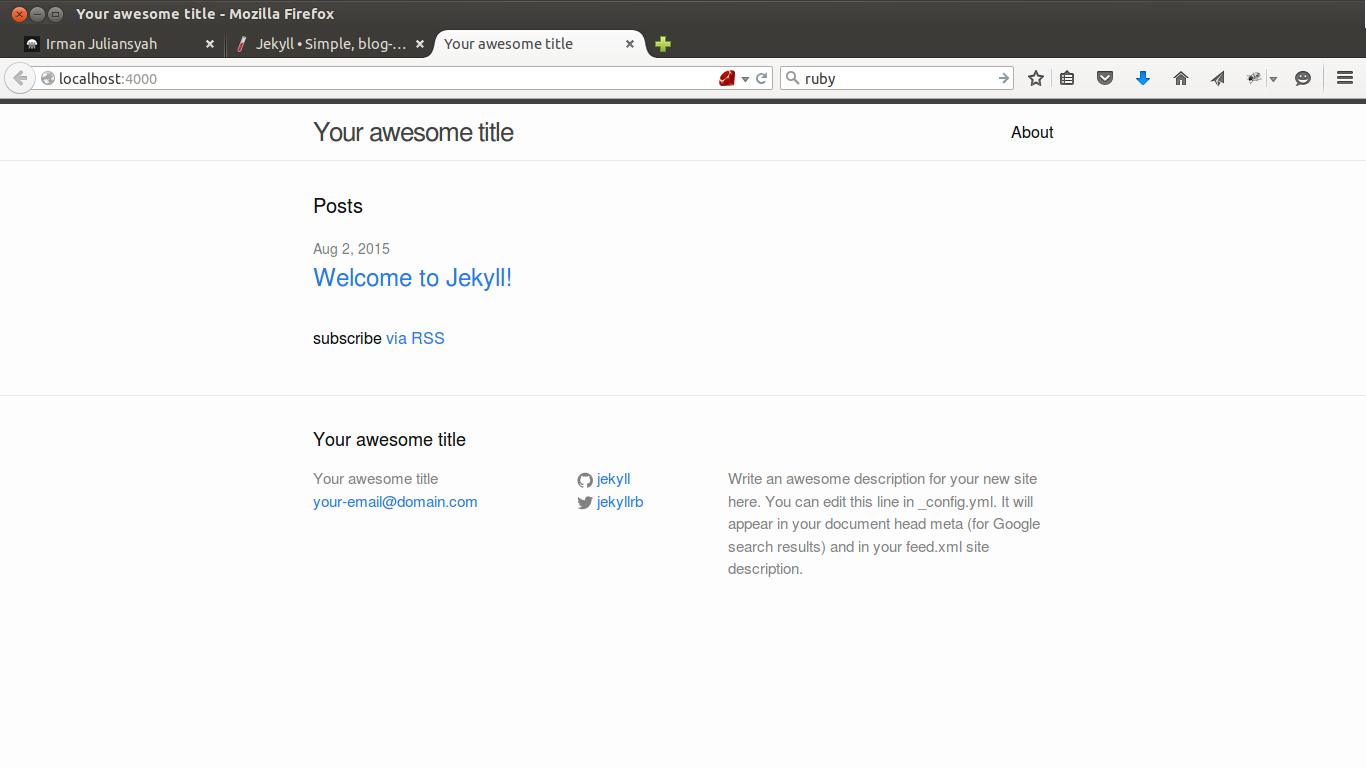 Your awesome title - Mozilla Firefox
Irman Juliansyah
Jekyll • Simple, blog-...
Your awesome title
localhost:4000
ruby
Your awesome title
About
Posts
Aug 2, 2015
Welcome to Jekyll!
subscribe via RSS
Your awesome title
Your awesome title
your-email@domain.com
jekyll
jekyllrb
Write an awesome description for your new site
here. You can edit this line in _config.yml. It will
appear in your document head meta (for Google
search results) and in your feed.xml site
description.